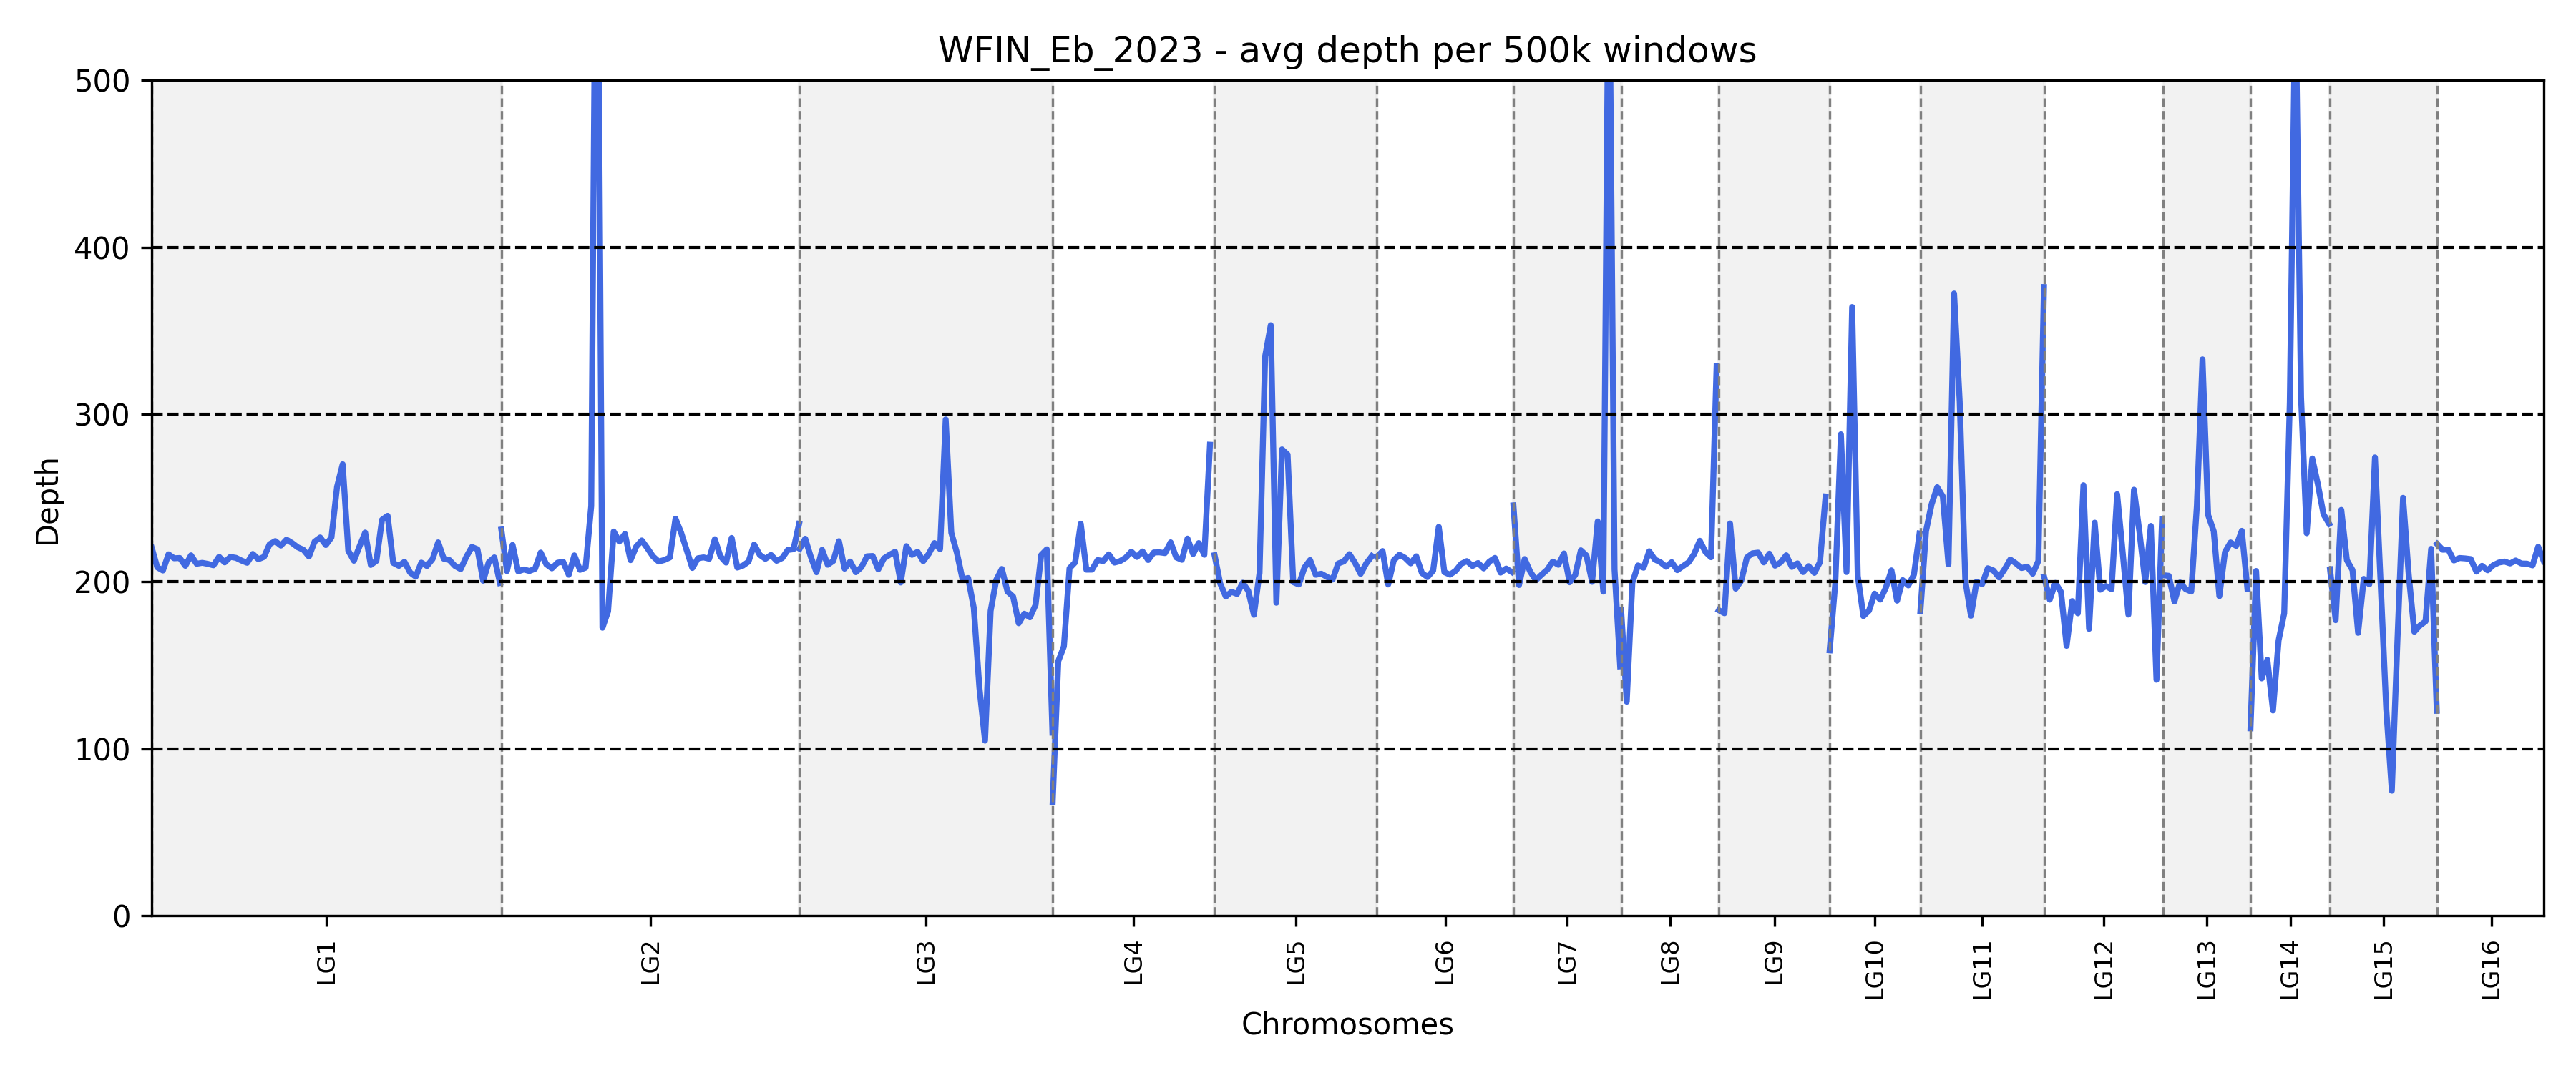 WFIN_Eb_2023 - avg depth per 500k windows
500
400
300
200
100
0
Depth
LG1
LG2
LG3
LG4
LG5
LG6
LG7
LG8
LG9
LG10
LG11
LG12
LG13
LG14
LG15
LG16
Chromosomes